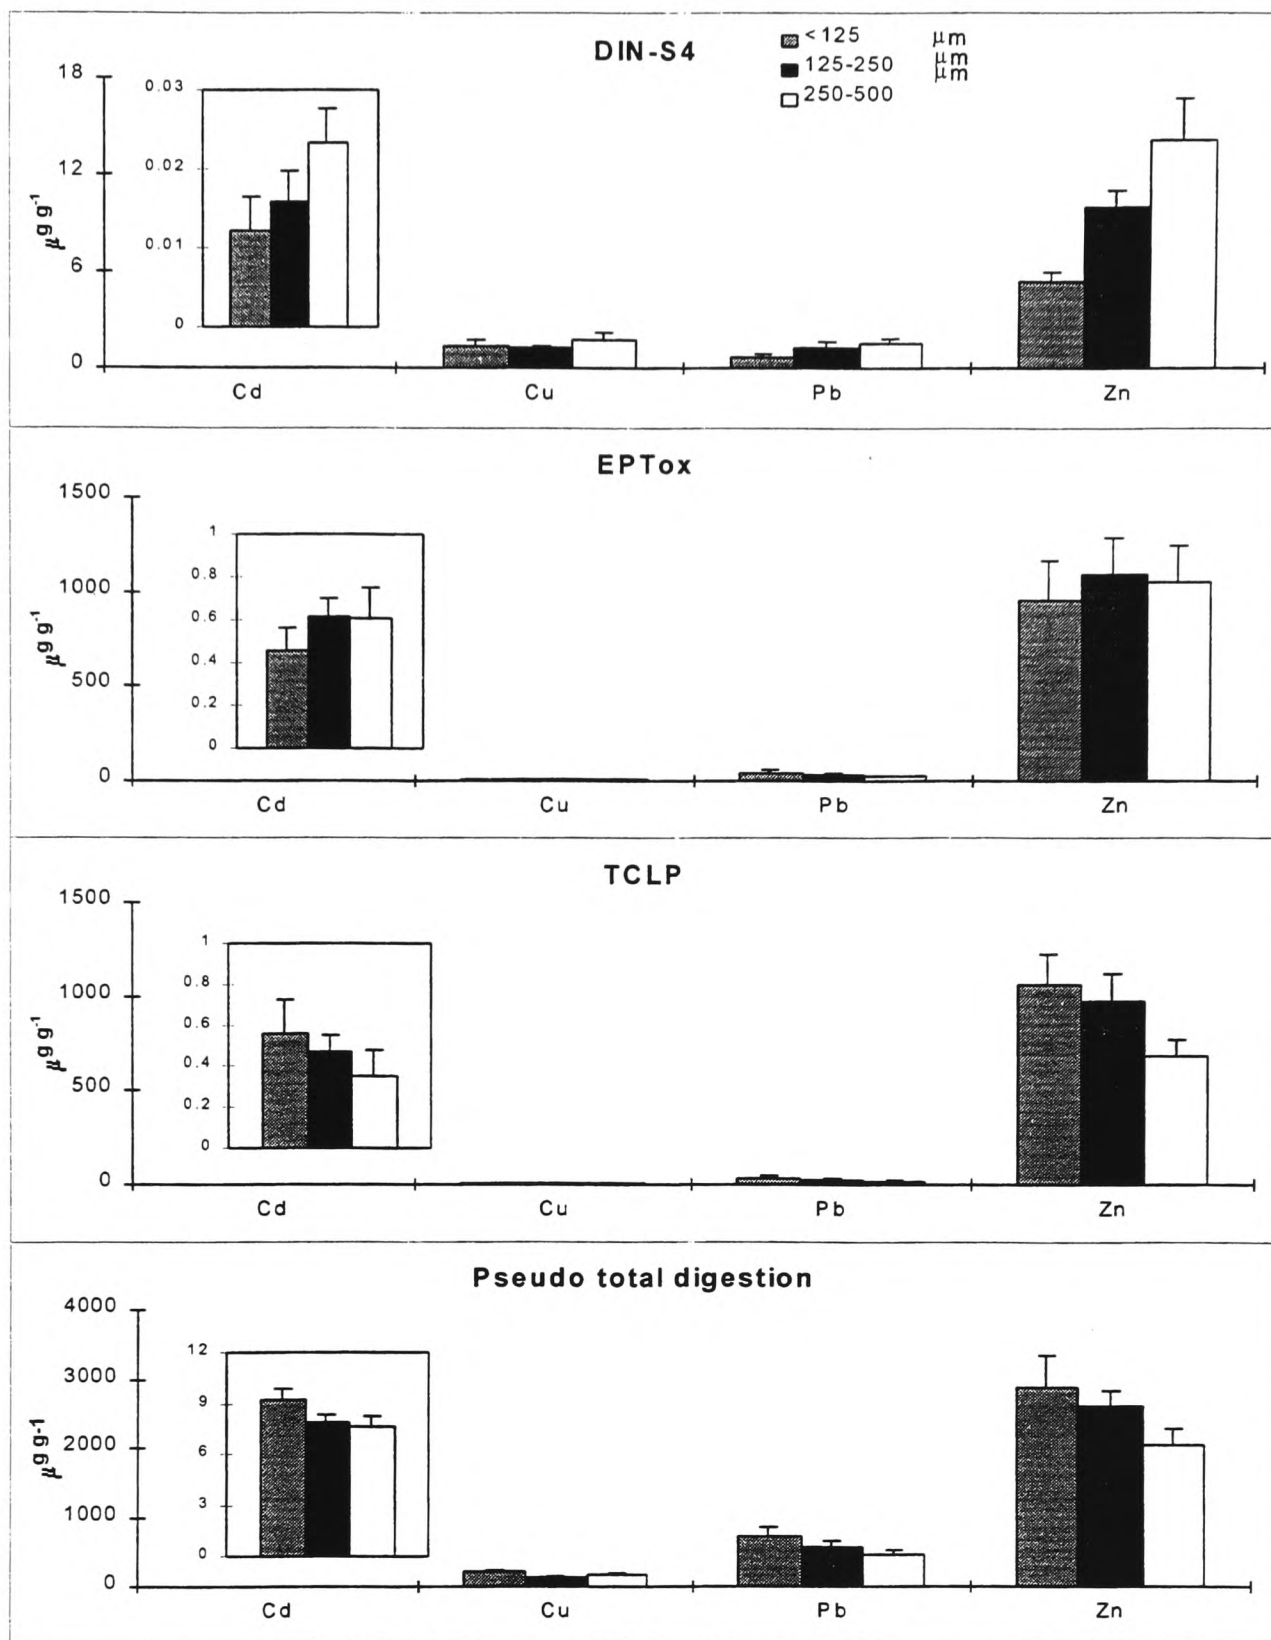 DIN-S4
<125 μm
125-250 μm
250-500 μm
18
12
6
0
μg g-1
0.03
0.02
0.01
0
Cd Cu Pb Zn
EPTox
1500
1000
500
0
μg g-1
1
0.8
0.6
0.4
0.2
0
Cd Cu Pb Zn
TCLP
1500
1000
500
0
μg g-1
1
0.8
0.6
0.4
0.2
0
Cd Cu Pb Zn
Pseudo total digestion
4000
3000
2000
1000
0
μg g-1
12
9
6
3
0
Cd Cu Pb Zn